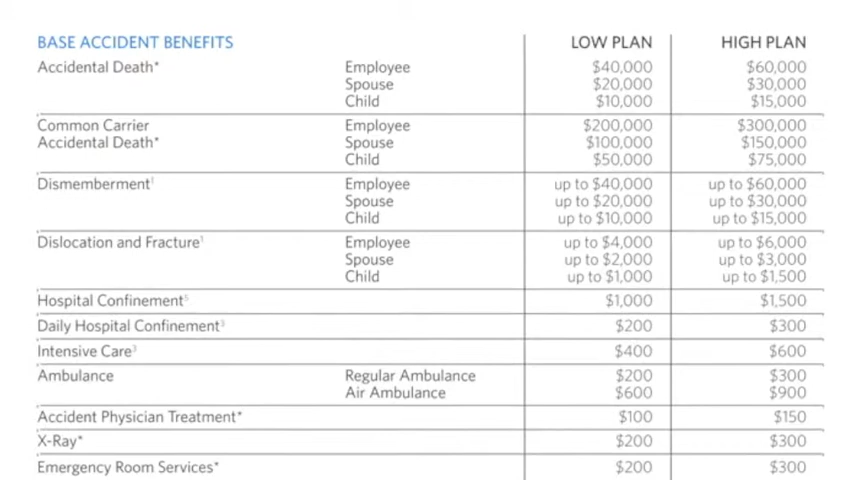 BASE ACCIDENT BENEFITS LOW PLAN HIGH PLAN
Accidental Death* Employee $40,000 $60,000
Spouse $20,000 $30,000
Child $10,000 $15,000
Common Carrier Employee $200,000 $300,000
Accidental Death* Spouse $100,000 $150,000
Child $50,000 $75,000
Dismemberment¹ Employee up to $40,000 up to $60,000
Spouse up to $20,000 up to $30,000
Child up to $10,000 up to $15,000
Dislocation and Fracture¹ Employee up to $4,000 up to $6,000
Spouse up to $2,000 up to $3,000
Child up to $1,000 up to $1,500
Hospital Confinement⁵ $1,000 $1,500
Daily Hospital Confinement³ $200 $300
Intensive Care³ $400 $600
Ambulance Regular Ambulance $200 $300
Air Ambulance $600 $900
Accident Physician Treatment* $100 $150
X-Ray* $200 $300
Emergency Room Services* $200 $300